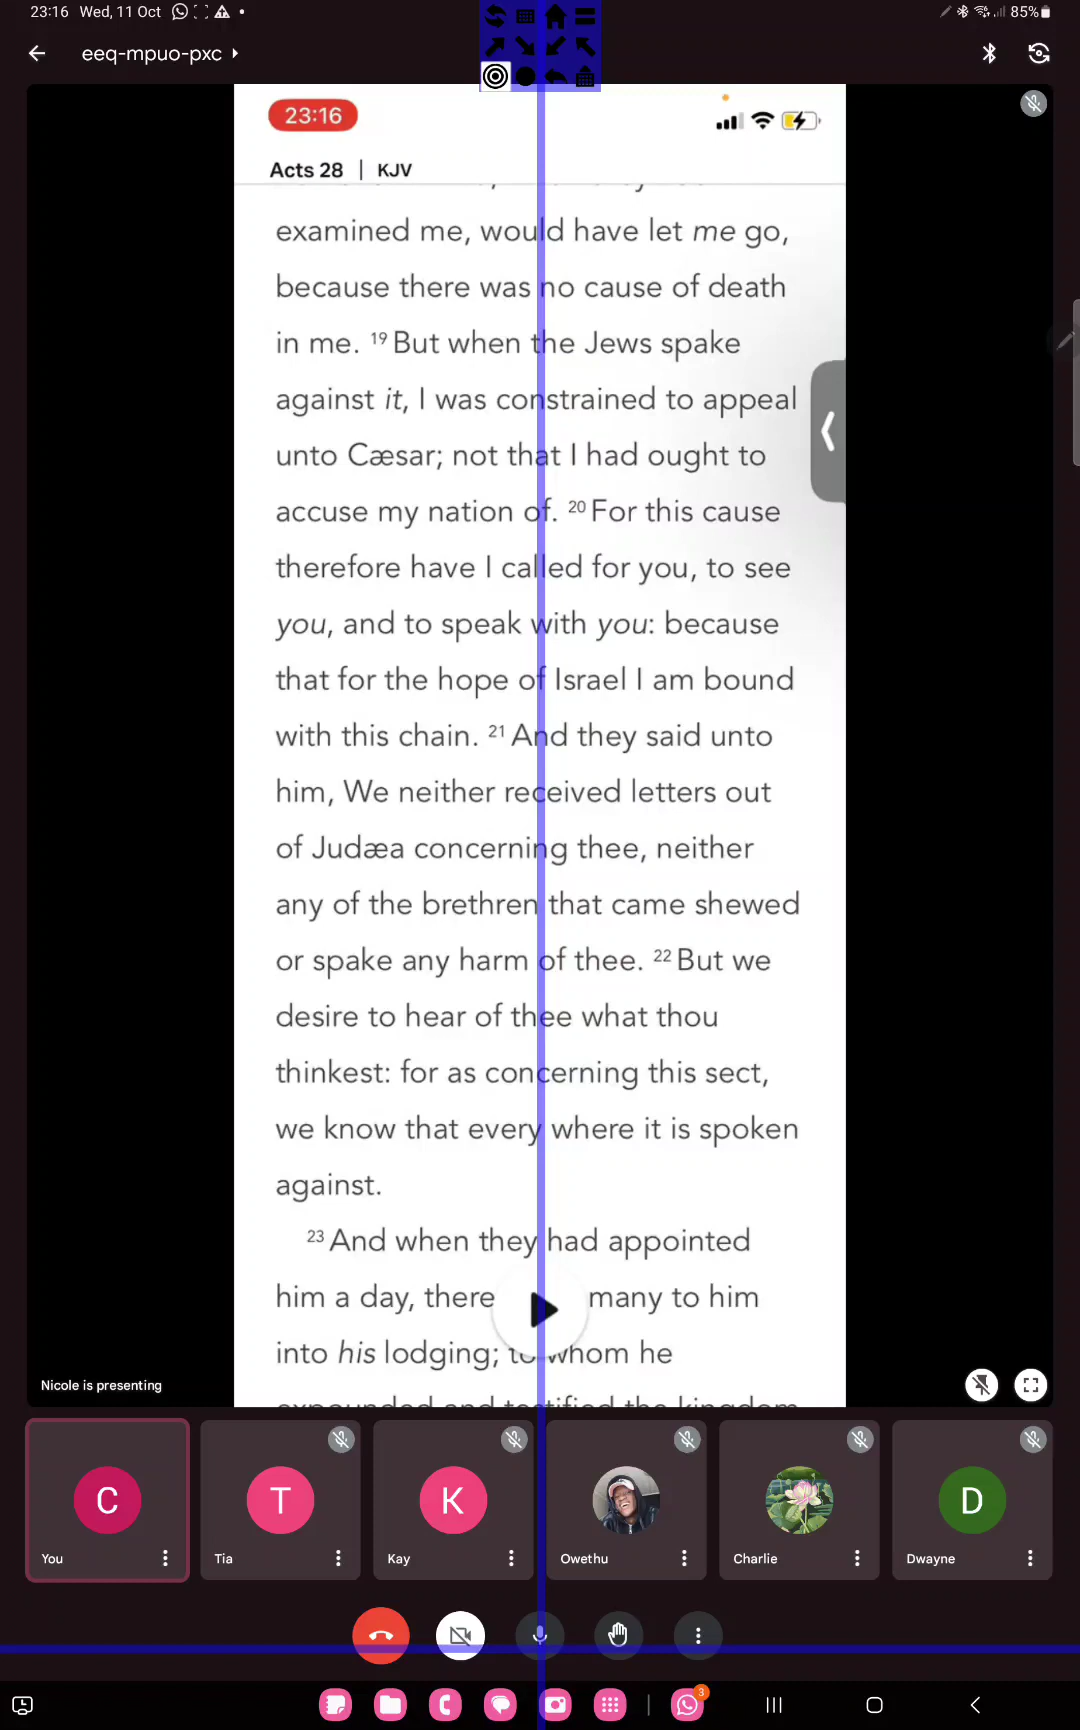 23:16 Wed, 11 Oct 85%
eeq-mpuo-pxc
23:16
Acts 28 | KJV
examined me, would have let me go,
because there was no cause of death
in me. 19 But when the Jews spake
against it, I was constrained to appeal
unto Cæsar; not that I had ought to
accuse my nation of. 20 For this cause
therefore have I called for you, to see
you, and to speak with you: because
that for the hope of Israel I am bound
with this chain. 21 And they said unto
him, We neither received letters out
of Judæa concerning thee, neither
any of the brethren that came shewed
or spake any harm of thee. 22 But we
desire to hear of thee what thou
thinkest: for as concerning this sect,
we know that every where it is spoken
against.
23 And when they had appointed
him a day, there many to him
into his lodging; to whom he
expounded and testified the kingdom
Nicole is presenting
C T K D
You Tia Kay Owethu Charlie Dwayne
3